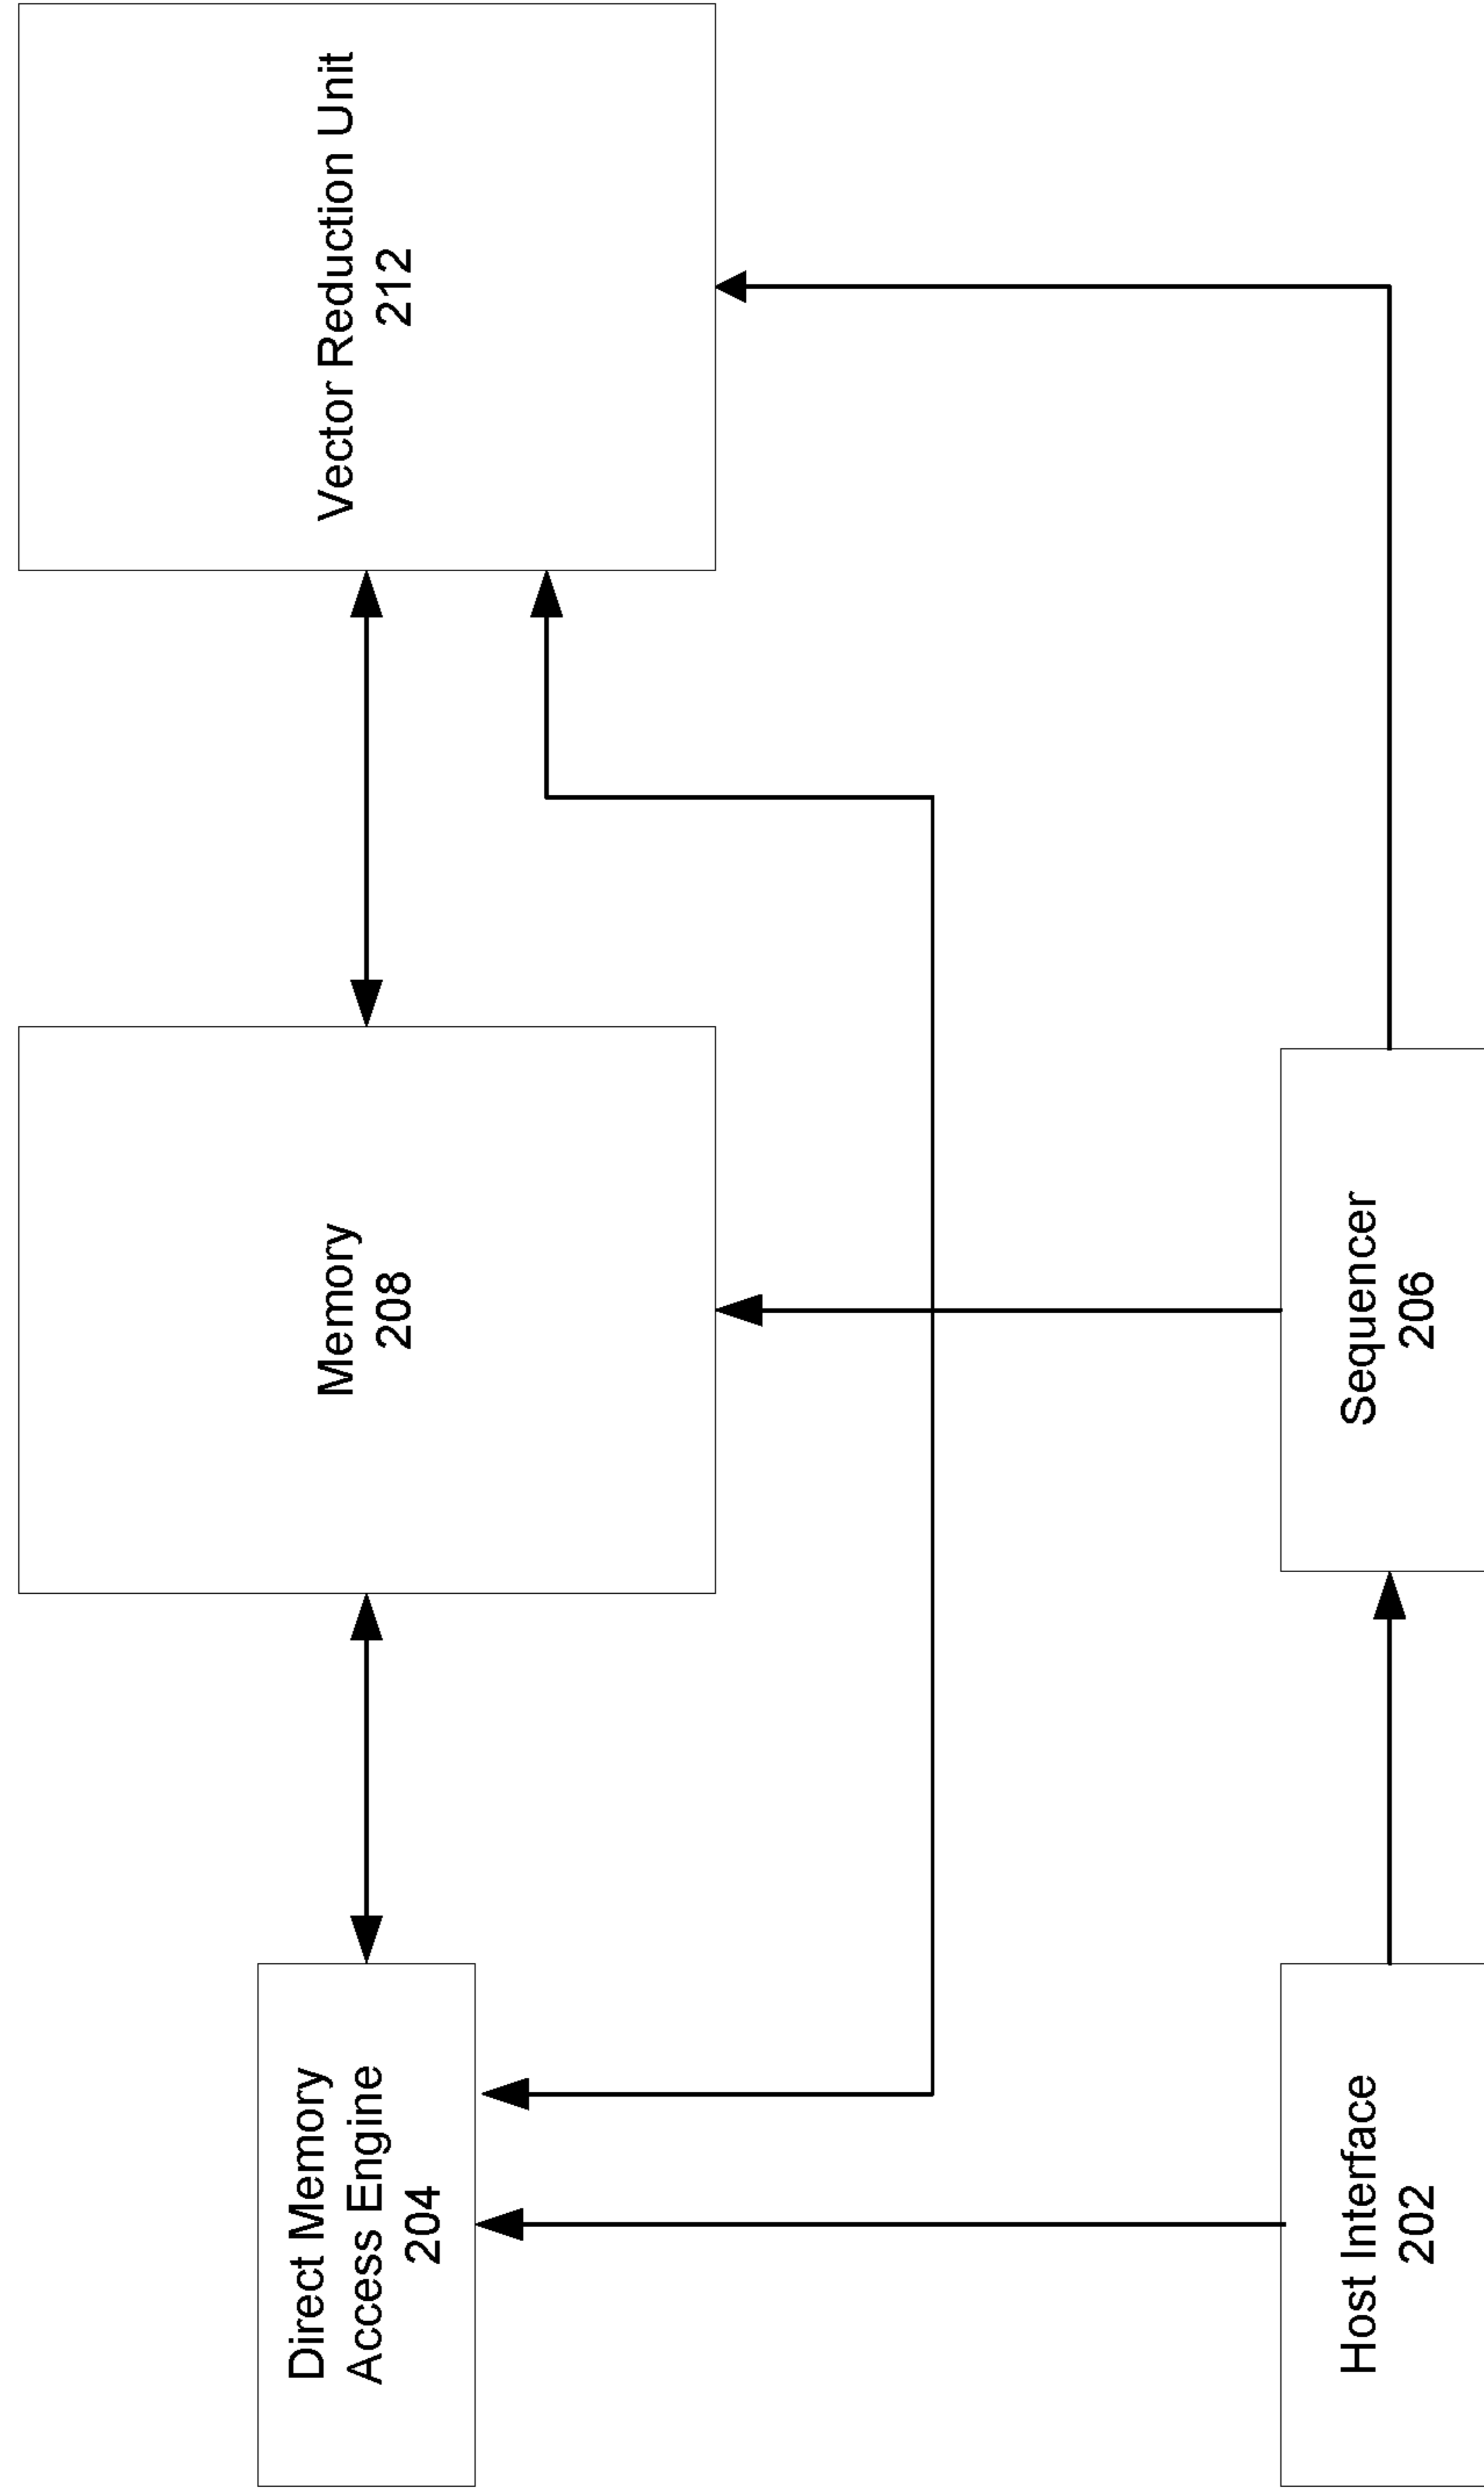 Direct Memory
Access Engine
204
Memory
208
Vector Reduction Unit
212
Host Interface
202
Sequencer
206